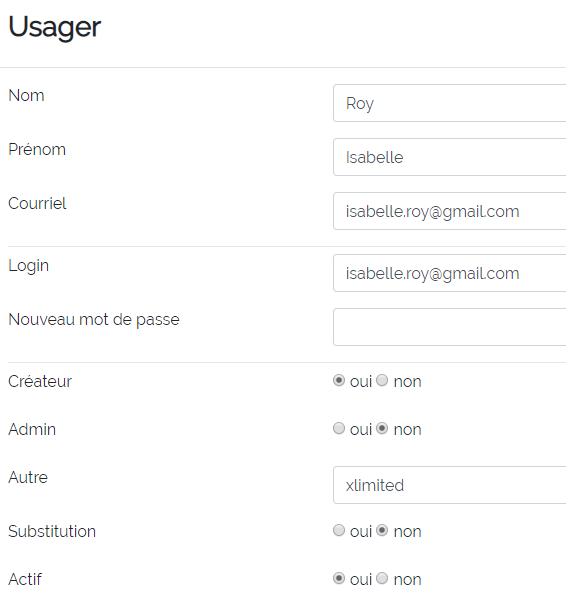 Usager
Nom Roy
Prénom Isabelle
Courriel isabelle.roy@gmail.com
Login isabelle.roy@gmail.com
Nouveau mot de passe
Créateur oui non
Admin oui non
Autre xlimited
Substitution oui non
Actif oui non